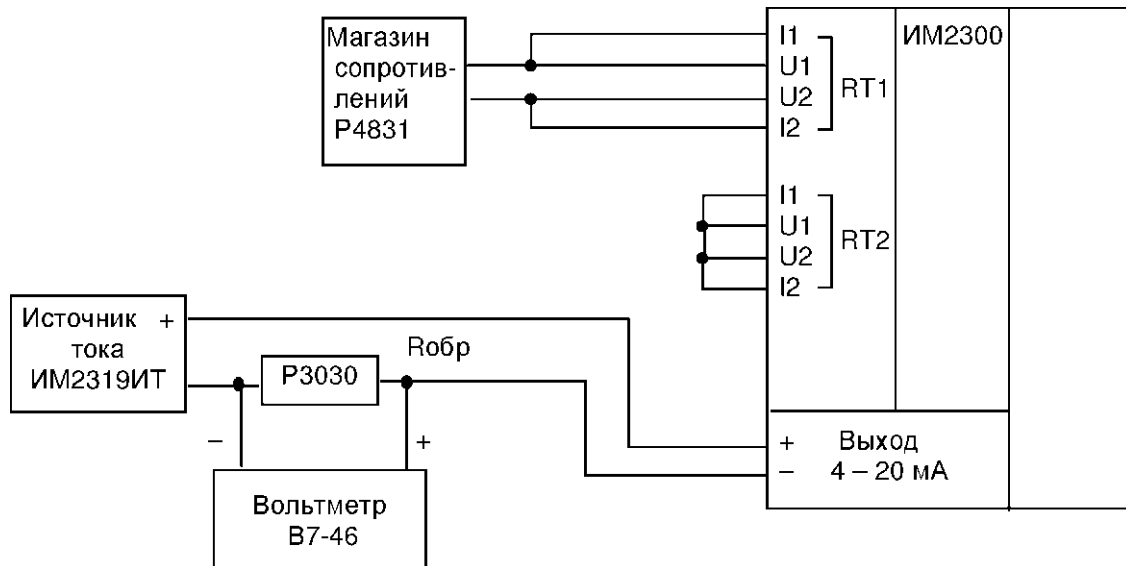 Магазин
сопротив-
лений
Р4831
I1
U1
U2
I2
RT1
ИМ2300
I1
U1
U2
I2
RT2
Источник +
тока
ИМ2319ИТ
Rобр
Р3030
–
+
Вольтметр
В7-46
+ Выход
– 4 – 20 мА